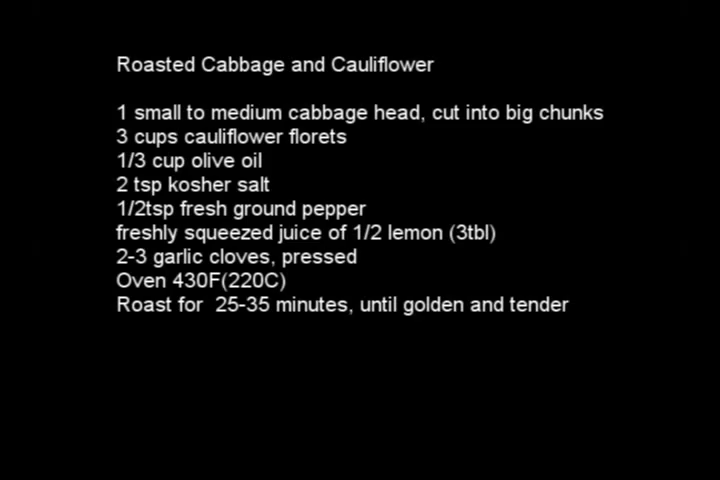 Roasted Cabbage and Cauliflower
1 small to medium cabbage head, cut into big chunks
3 cups cauliflower florets
1/3 cup olive oil
2 tsp kosher salt
1/2tsp fresh ground pepper
freshly squeezed juice of 1/2 lemon (3tbl)
2-3 garlic cloves, pressed
Oven 430F(220C)
Roast for  25-35 minutes, until golden and tender